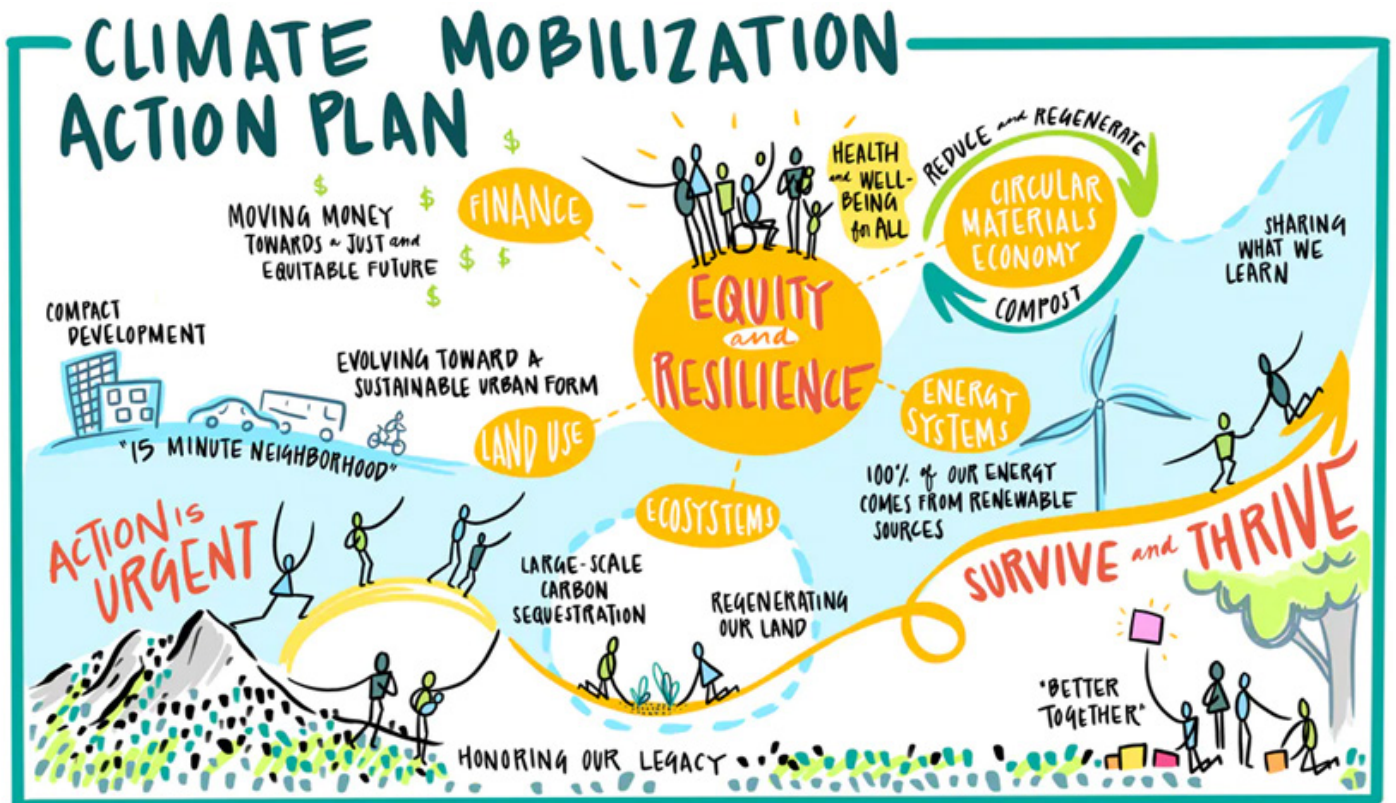 CLIMATE MOBILIZATION
ACTION PLAN
FINANCE
MOVING MONEY
TOWARDS a JUST and
EQUITABLE FUTURE
$
$
$
$
$
$
HEALTH
and WELL-
BEING
for ALL
REDUCE and REGENERATE
CIRCULAR
MATERIALS
ECONOMY
COMPOST
SHARING
WHAT WE
LEARN
EQUITY
and
RESILIENCE
COMPACT
DEVELOPMENT
EVOLVING TOWARD A
SUSTAINABLE URBAN FORM
LAND USE
"15 MINUTE NEIGHBORHOOD"
ENERGY
SYSTEMS
100% of OUR ENERGY
COMES FROM RENEWABLE
SOURCES
ECOSYSTEMS
LARGE-SCALE
CARBON
SEQUESTRATION
REGENERATING
OUR LAND
ACTION IS
URGENT
SURVIVE and THRIVE
"BETTER
TOGETHER"
HONORING OUR LEGACY